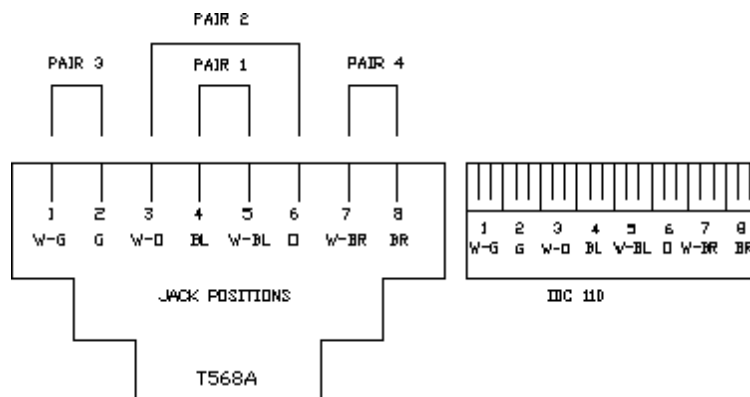 PAIR 2
PAIR 3 PAIR 1 PAIR 4
1 2 3 4 5 6 7 8
W-G G W-O BL W-BL O W-BR BR
JACK POSITIONS
T568A
1 2 3 4 5 6 7 8
W-G G W-O BL W-BL O W-BR BR
IDC 110